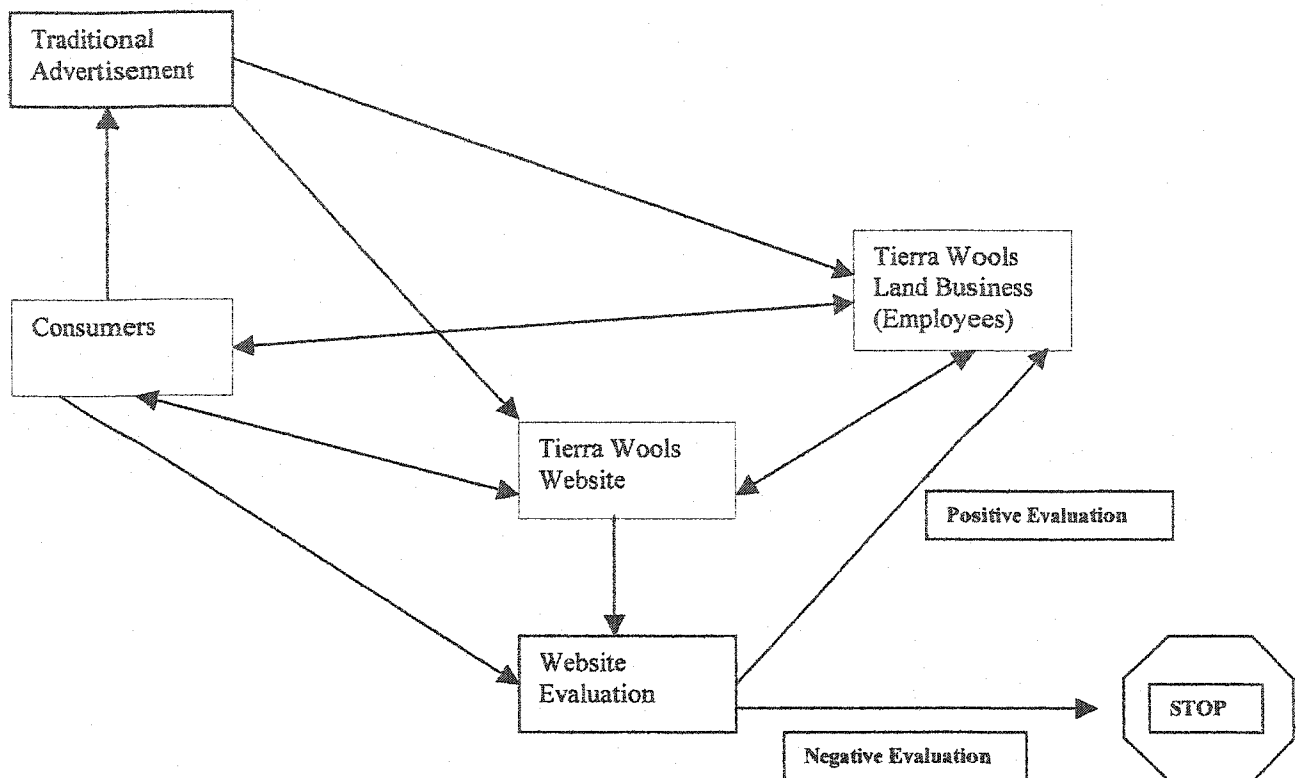 Traditional
Advertisement
Tierra Wools
Land Business
(Employees)
Consumers
Tierra Wools
Website
Positive Evaluation
Website
Evaluation
STOP
Negative Evaluation